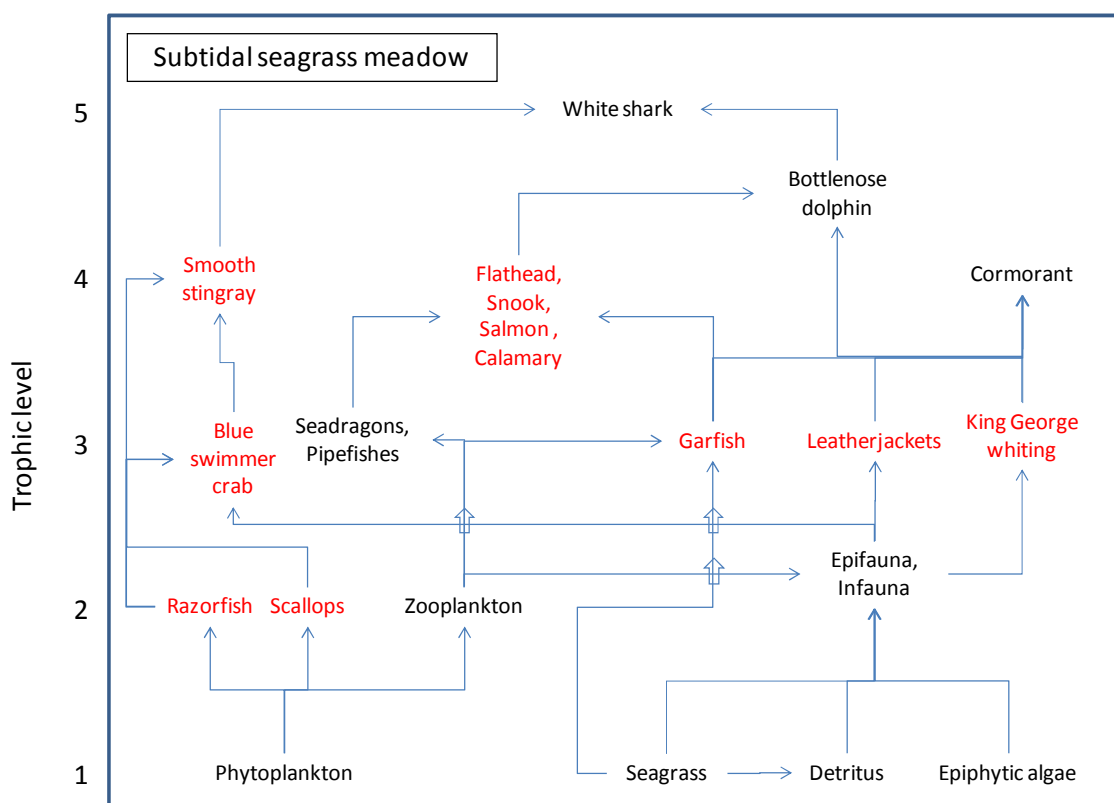 Subtidal seagrass meadow
5
White shark
Bottlenose
dolphin
4
Smooth
stingray
Flathead,
Snook,
Salmon ,
Calamary
Cormorant
Trophic level
3
Blue
swimmer
crab
Seadragons,
Pipefishes
Garfish
Leatherjackets
King George
whiting
2
Razorfish
Scallops
Zooplankton
Epifauna,
Infauna
1
Phytoplankton
Seagrass
Detritus
Epiphytic algae